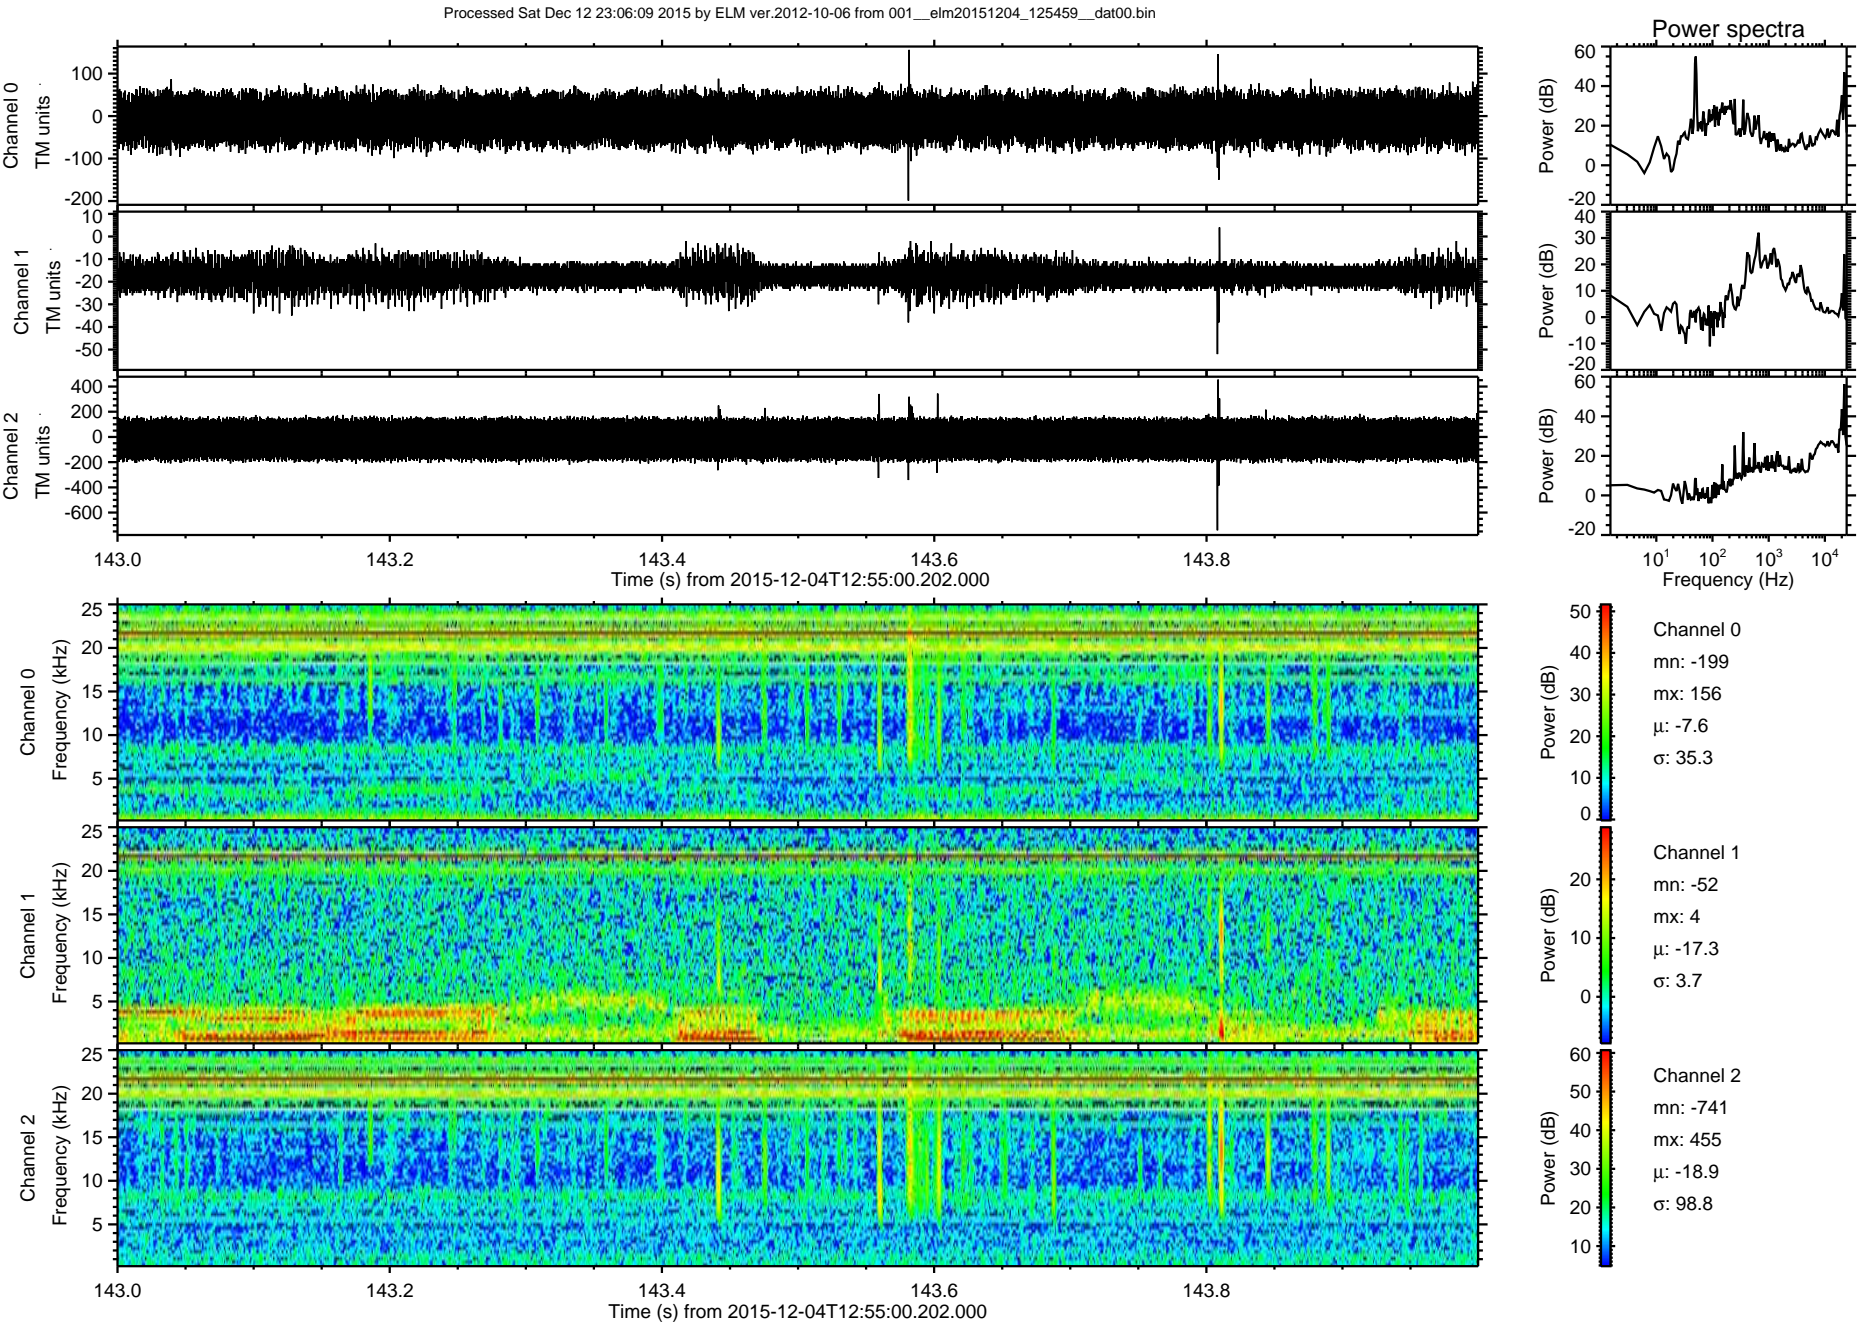 Processed Sat Dec 12 23:06:09 2015 by ELM ver.2012-10-06 from 001__elm20151204_125459__dat00.bin
Power spectra
Channel 0
TM units
100
0
-100
-200
Power (dB)
60
40
20
0
-20
Channel 1
TM units
10
0
-10
-20
-30
-40
-50
Power (dB)
40
30
20
10
0
-10
-20
Channel 2
TM units
400
200
0
-200
-400
-600
Power (dB)
60
40
20
0
-20
143.0 143.2 143.4 143.6 143.8
Time (s) from 2015-12-04T12:55:00.202.000
10^1 10^2 10^3 10^4
Frequency (Hz)
Channel 0
Frequency (kHz)
25
20
15
10
5
Power (dB)
50
40
30
20
10
0
Channel 0
mn: -199
mx: 156
μ: -7.6
σ: 35.3
Channel 1
Frequency (kHz)
25
20
15
10
5
Power (dB)
20
10
0
Channel 1
mn: -52
mx: 4
μ: -17.3
σ: 3.7
Channel 2
Frequency (kHz)
25
20
15
10
5
Power (dB)
60
50
40
30
20
10
Channel 2
mn: -741
mx: 455
μ: -18.9
σ: 98.8
143.0 143.2 143.4 143.6 143.8
Time (s) from 2015-12-04T12:55:00.202.000